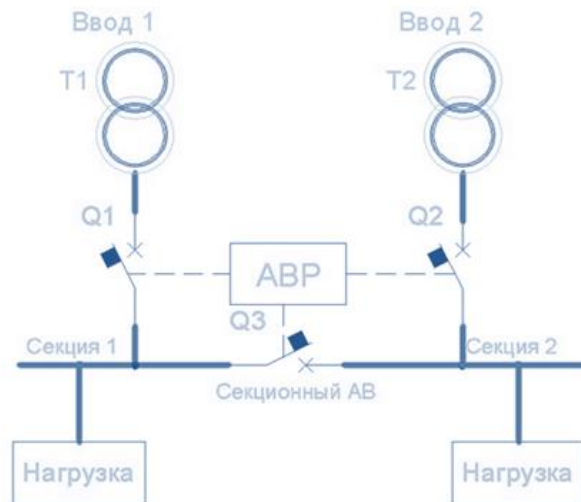 Ввод 1
Ввод 2
T1
T2
Q1
Q2
АВР
Q3
Секция 1
Секция 2
Секционный АВ
Нагрузка
Нагрузка